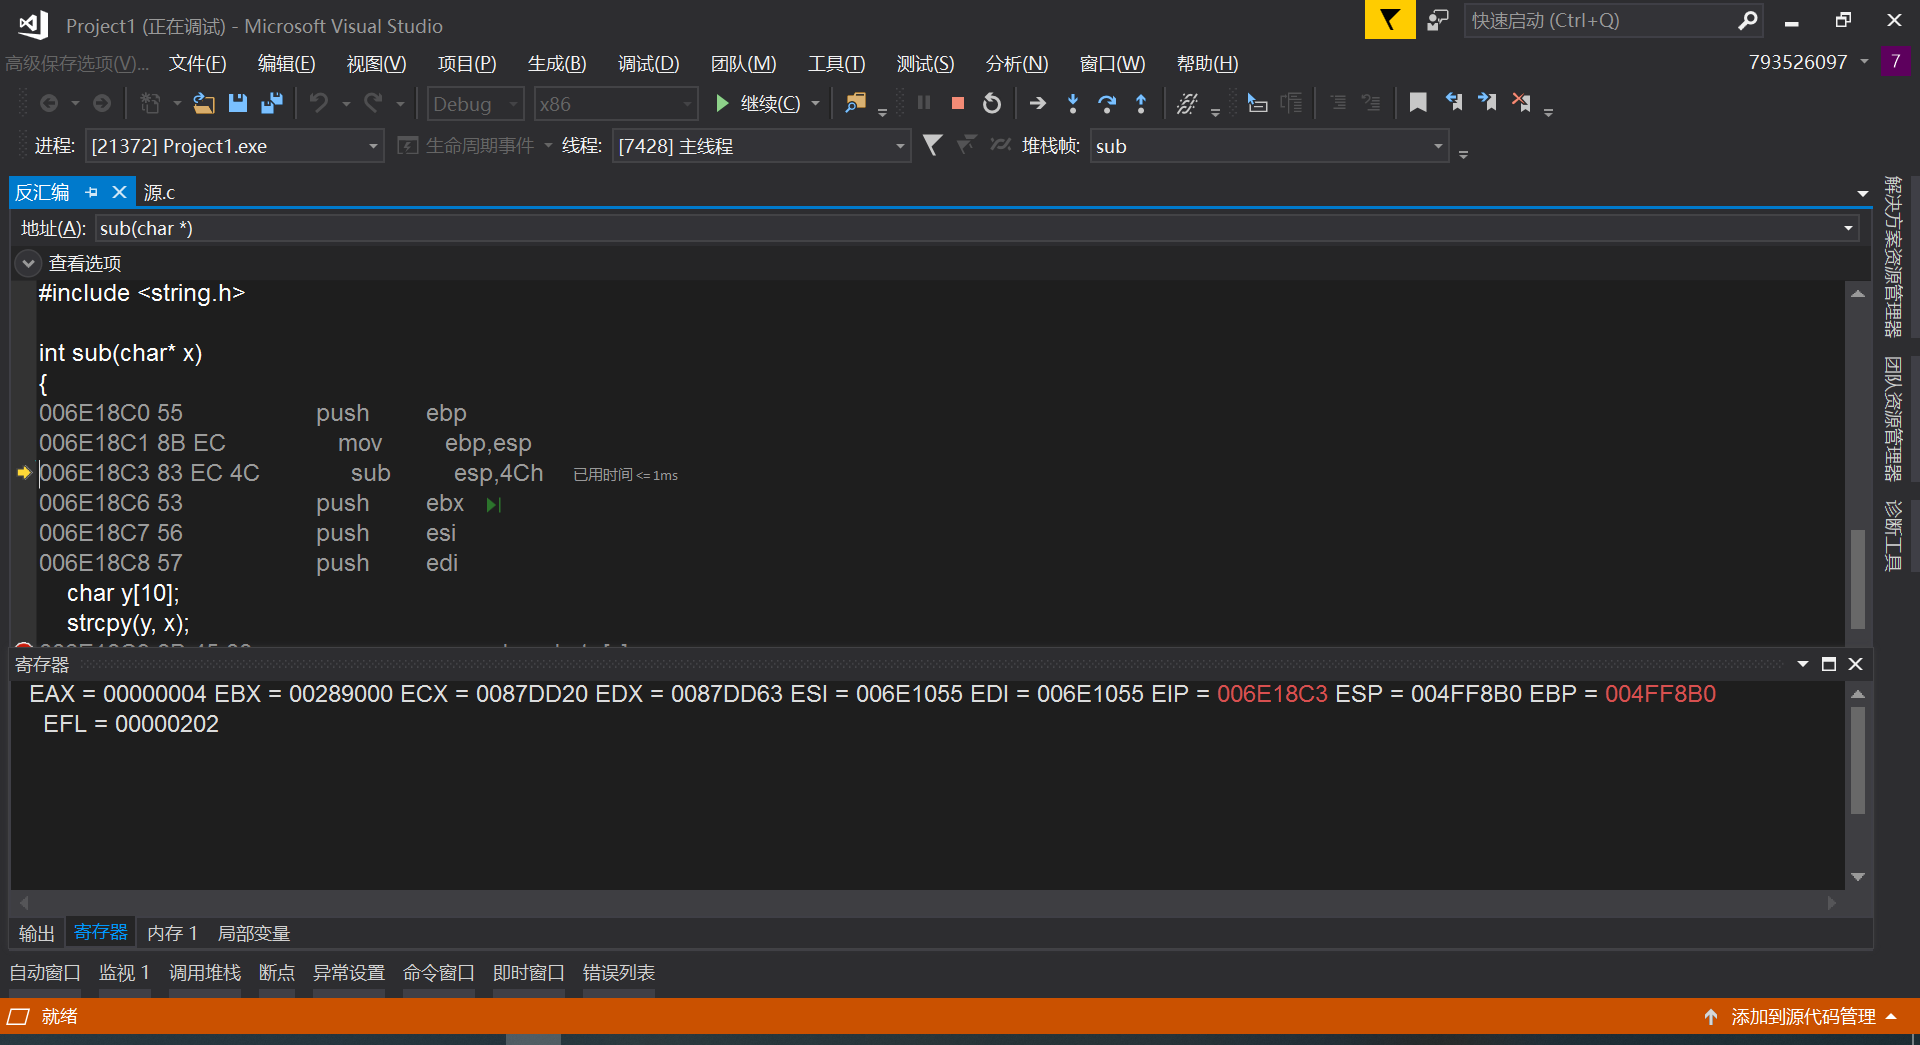 Project1 (正在调试) - Microsoft Visual Studio
快速启动 (Ctrl+Q)
高级保存选项(V)... 文件(F) 编辑(E) 视图(V) 项目(P) 生成(B) 调试(D) 团队(M) 工具(T) 测试(S) 分析(N) 窗口(W) 帮助(H) 793526097 7
Debug x86 继续(C)
进程: [21372] Project1.exe 生命周期事件 线程: [7428] 主线程 堆栈帧: sub
反汇编 源.c
地址(A): sub(char *)
查看选项
#include <string.h>
int sub(char* x)
{
006E18C0 55 push ebp
006E18C1 8B EC mov ebp,esp
006E18C3 83 EC 4C sub esp,4Ch 已用时间 <= 1ms
006E18C6 53 push ebx
006E18C7 56 push esi
006E18C8 57 push edi
char y[10];
strcpy(y, x);
寄存器
EAX = 00000004 EBX = 00289000 ECX = 0087DD20 EDX = 0087DD63 ESI = 006E1055 EDI = 006E1055 EIP = 006E18C3 ESP = 004FF8B0 EBP = 004FF8B0
EFL = 00000202
输出 寄存器 内存 1 局部变量
自动窗口 监视 1 调用堆栈 断点 异常设置 命令窗口 即时窗口 错误列表
就绪 添加到源代码管理
解决方案资源管理器
团队资源管理器
诊断工具